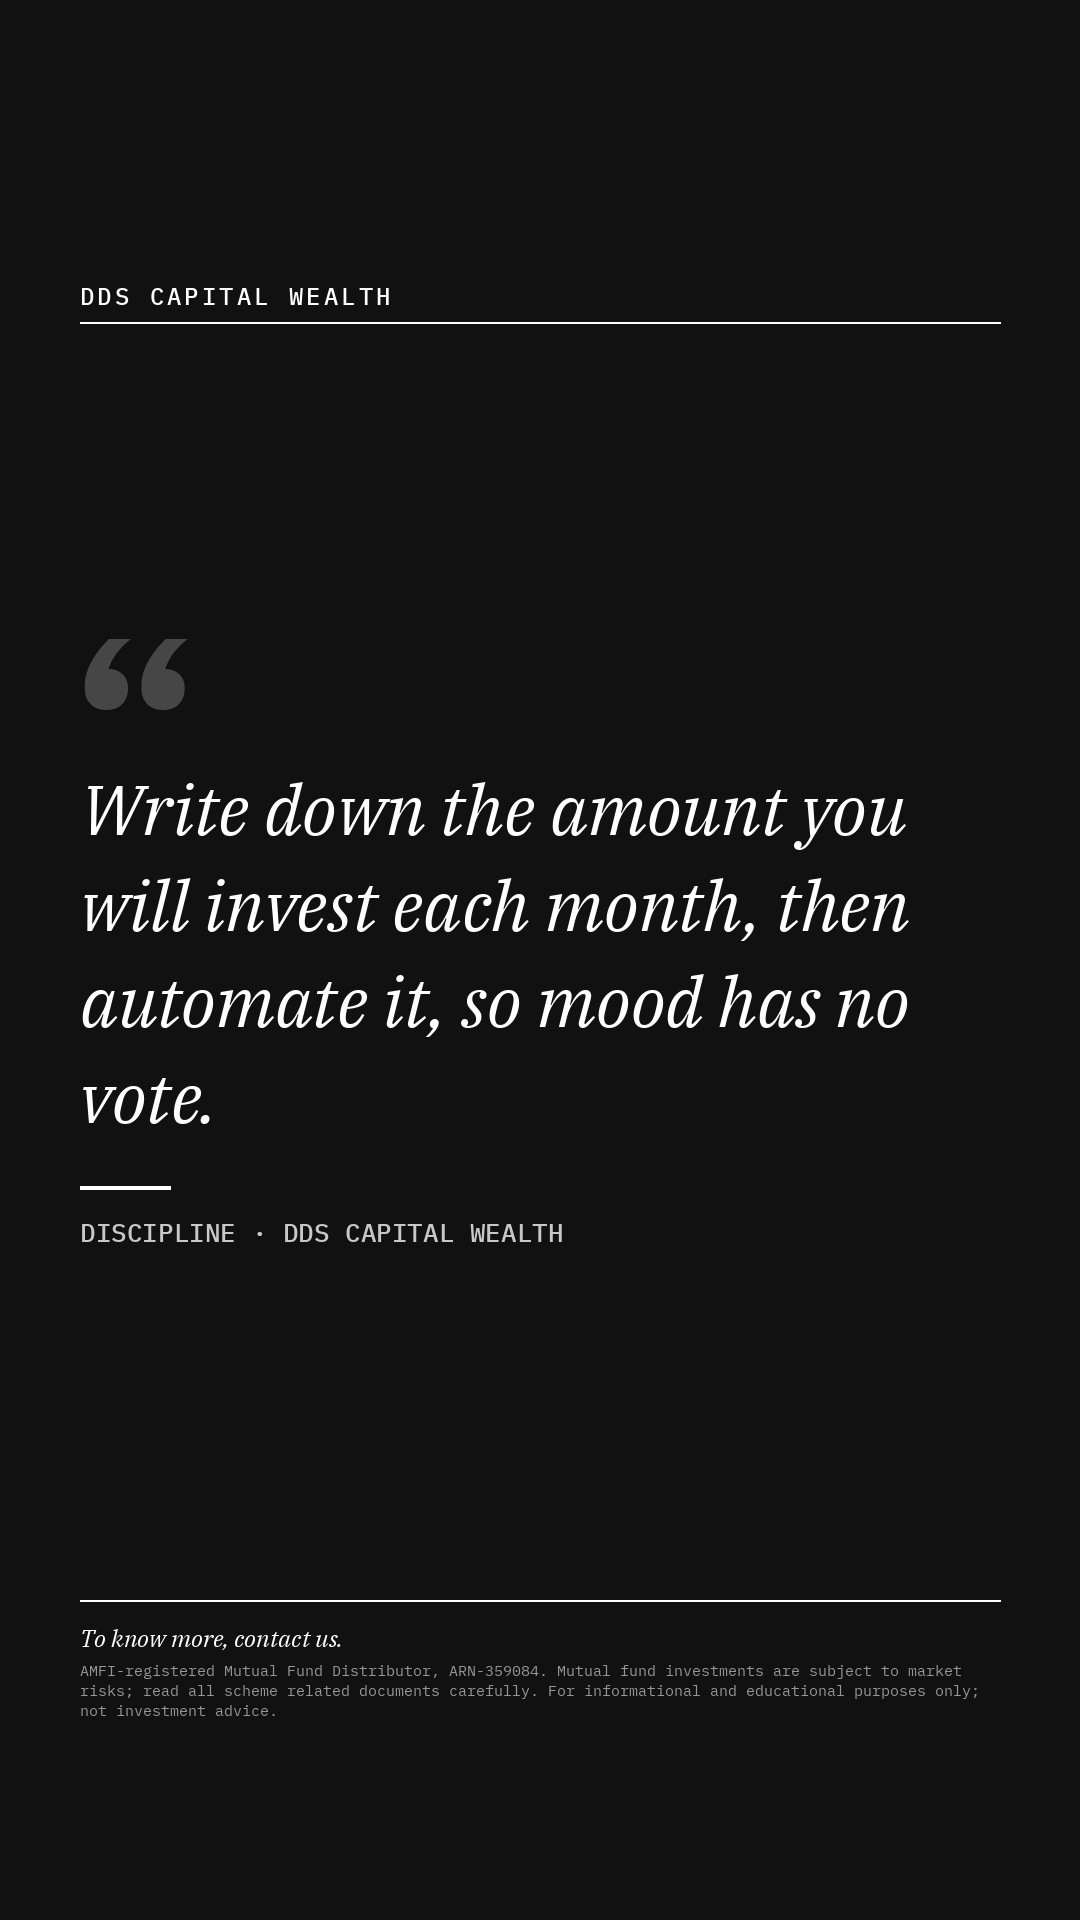 DDS CAPITAL WEALTH
“
Write down the amount you
will invest each month, then
automate it, so mood has no
vote.
DISCIPLINE · DDS CAPITAL WEALTH
To know more, contact us.
AMFI-registered Mutual Fund Distributor, ARN-359084. Mutual fund investments are subject to market
risks; read all scheme related documents carefully. For informational and educational purposes only;
not investment advice.